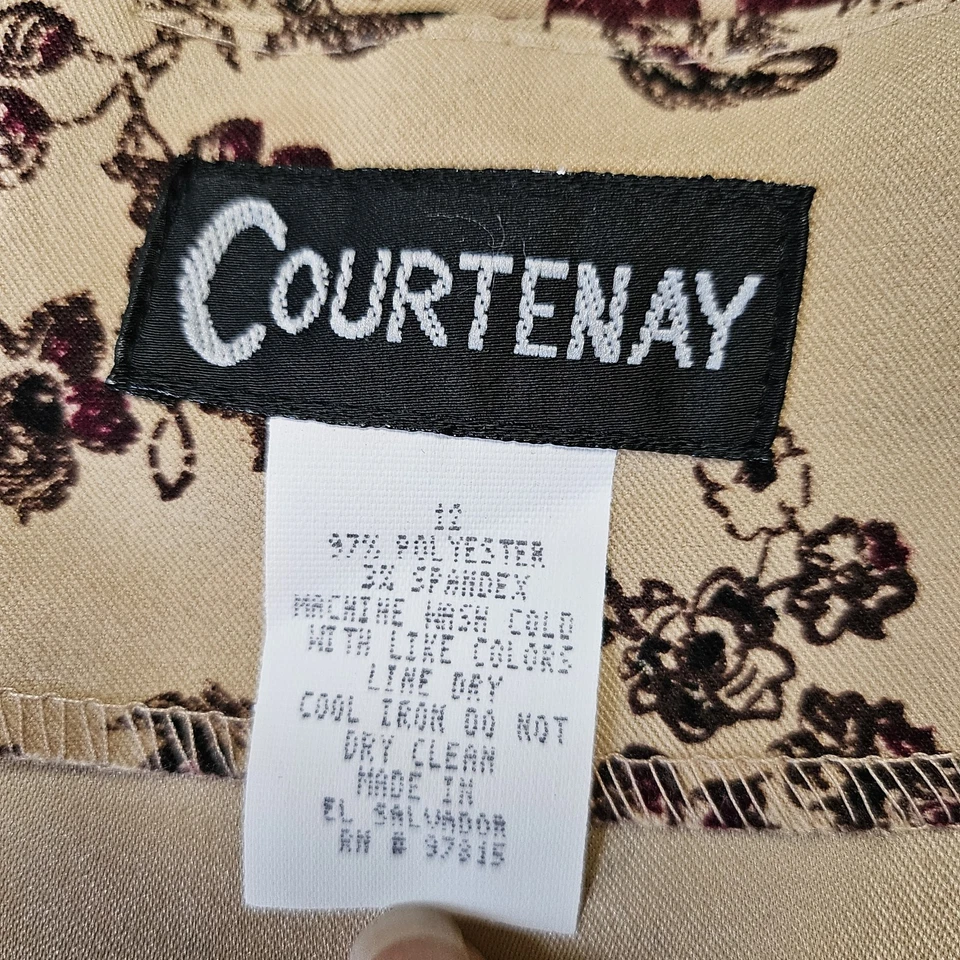 COURTENAY
12
97% POLYESTER
3% SPANDEX
MACHINE WASH COLD
WITH LIKE COLORS
LINE DRY
COOL IRON DO NOT
DRY CLEAN
MADE IN
EL SALVADOR
RN # 97815